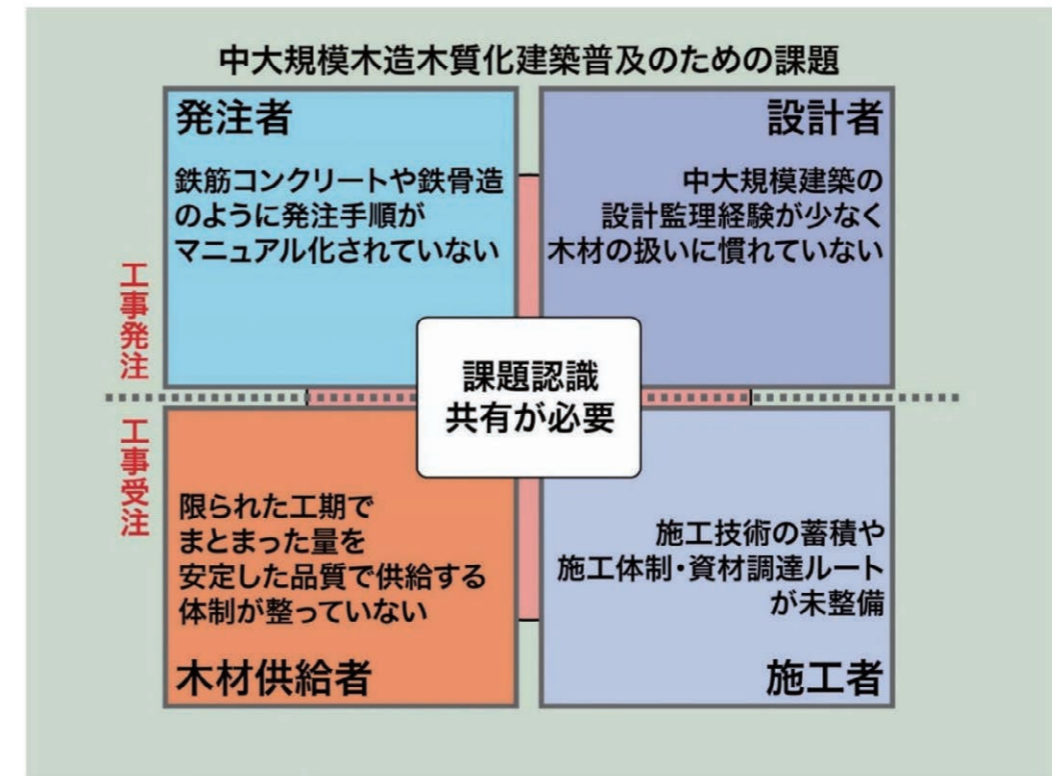 中大規模木造木質化建築普及のための課題
発注者
鉄筋コンクリートや鉄骨造
のように発注手順が
マニュアル化されていない
設計者
中大規模建築の
設計監理経験が少なく
木材の扱いに慣れていない
工事発注
課題認識
共有が必要
工事受注
限られた工期で
まとまった量を
安定した品質で供給する
体制が整っていない
木材供給者
施工技術の蓄積や
施工体制・資材調達ルート
が未整備
施工者